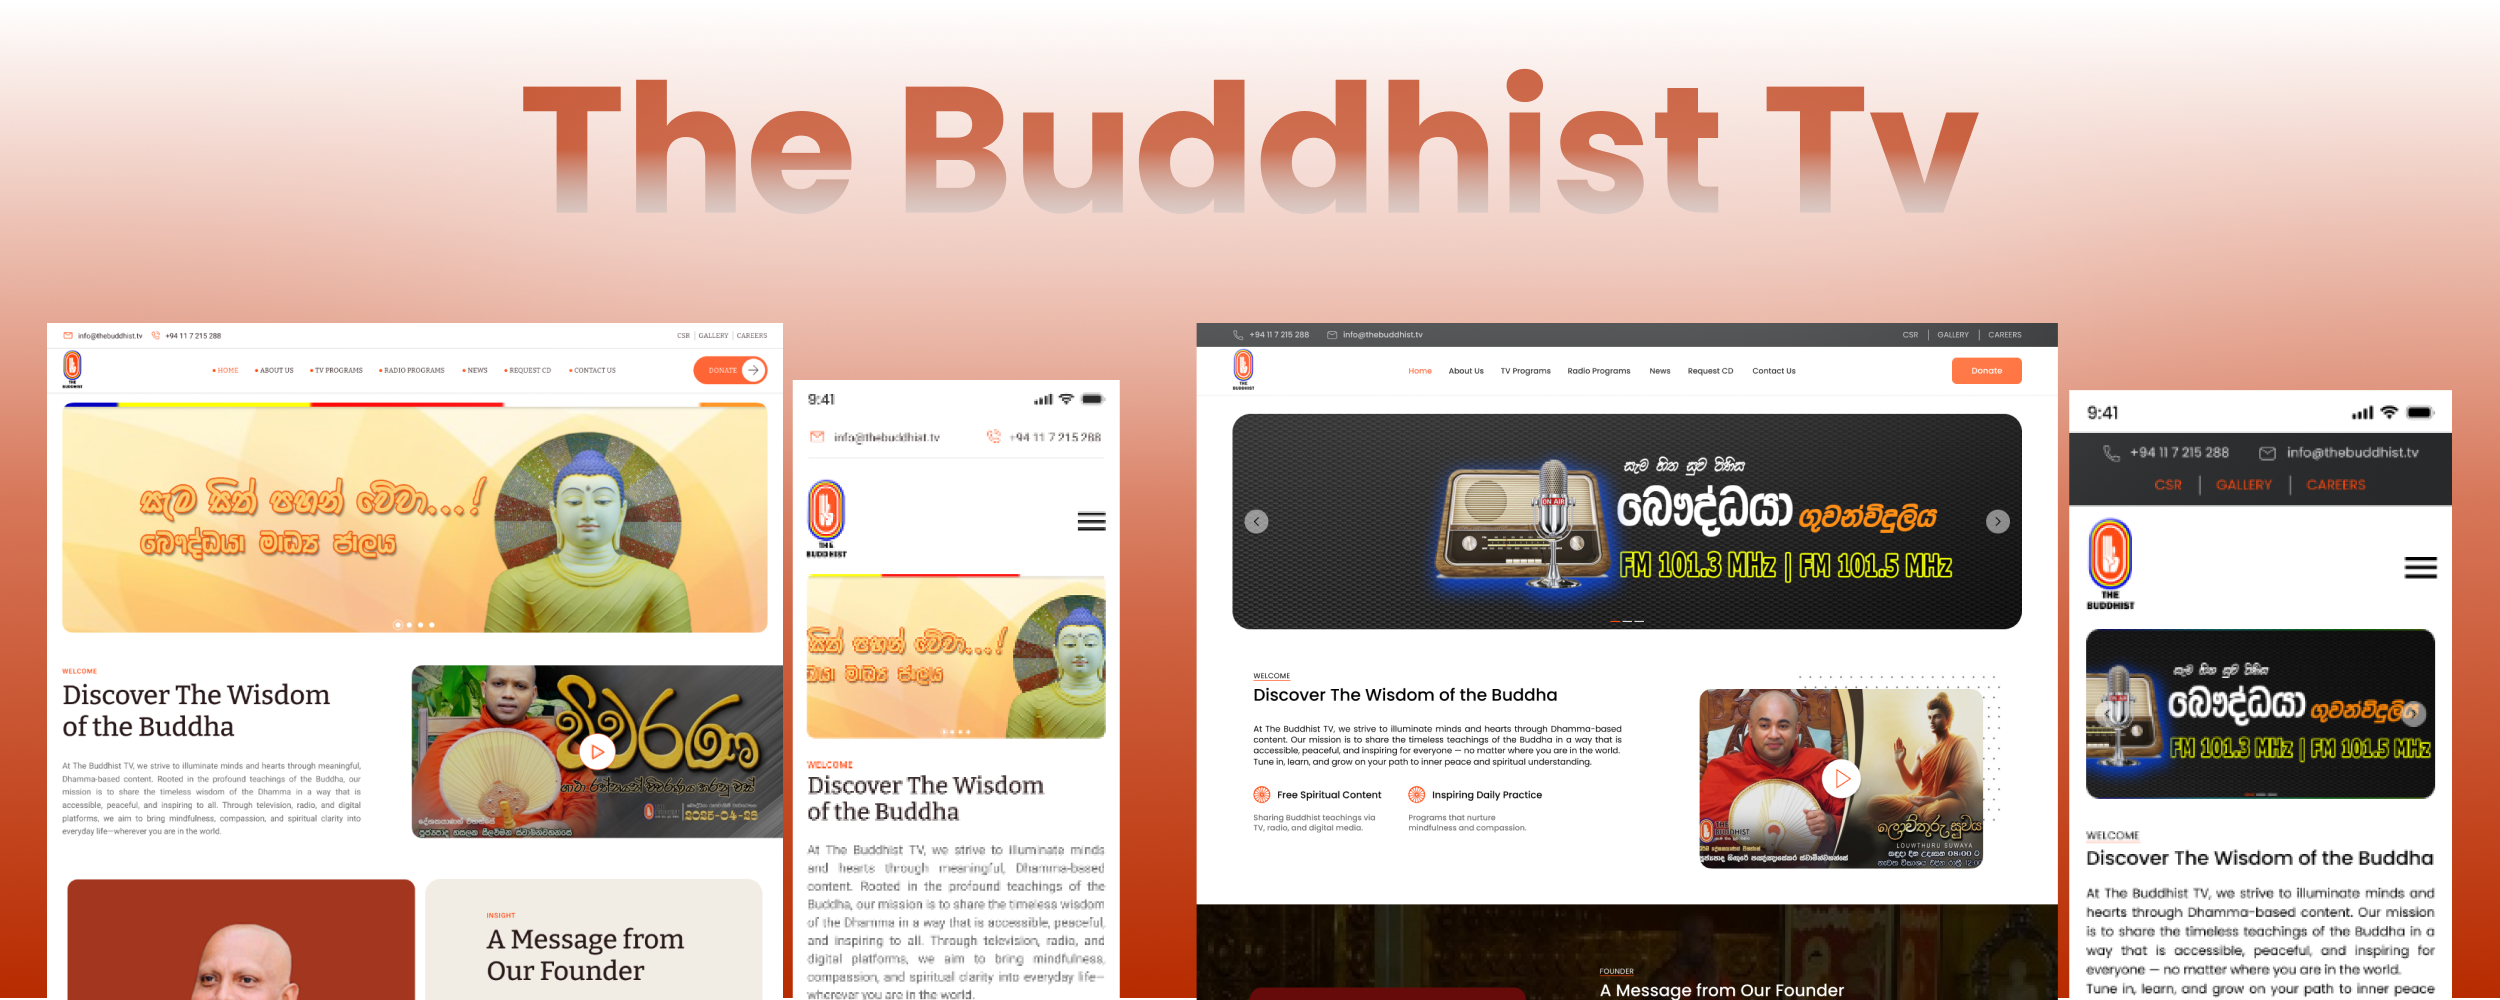 The Buddhist Tv
info@thebuddhist.tv
+94 11 7 215 288
CSR | GALLERY | CAREERS
THE
BUDDHIST
HOME
ABOUT US
TV PROGRAMS
RADIO PROGRAMS
NEWS
REQUEST CD
CONTACT US
DONATE
සැම සිත් පහන් වේවා...!
බෞද්ධයා මාධ්‍ය ජාලය
WELCOME
Discover The Wisdom
of the Buddha
At The Buddhist TV, we strive to illuminate minds and hearts through meaningful,
Dhamma-based content. Rooted in the profound teachings of the Buddha, our
mission is to share the timeless wisdom of the Dhamma in a way that is
accessible, peaceful, and inspiring to all. Through television, radio, and digital
platforms, we aim to bring mindfulness, compassion, and spiritual clarity into
everyday life—wherever you are in the world.
විවරණ
2025-04-25
INSIGHT
A Message from
Our Founder
9:41
info@thebuddhist.tv
+94 11 7 215 288
THE
BUDDHIST
සිත් පහන් වේවා...!
මාධ්‍ය ජාලය
WELCOME
Discover The Wisdom
of the Buddha
At The Buddhist TV, we strive to illuminate minds
and hearts through meaningful, Dhamma-based
content. Rooted in the profound teachings of the
Buddha, our mission is to share the timeless wisdom
of the Dhamma in a way that is accessible, peaceful,
and inspiring to all. Through television, radio, and
digital platforms, we aim to bring mindfulness,
compassion, and spiritual clarity into everyday life—
wherever you are in the world.
+94 11 7 215 288
info@thebuddhist.tv
CSR | GALLERY | CAREERS
THE
BUDDHIST
Home
About Us
TV Programs
Radio Programs
News
Request CD
Contact Us
Donate
ON AIR
සැම හිත සුව පිණිස
බෞද්ධයා ගුවන්විදුලිය
FM 101.3 MHz | FM 101.5 MHz
WELCOME
Discover The Wisdom of the Buddha
At The Buddhist TV, we strive to illuminate minds and hearts through Dhamma-based
content. Our mission is to share the timeless teachings of the Buddha in a way that is
accessible, peaceful, and inspiring for everyone — no matter where you are in the world.
Tune in, learn, and grow on your path to inner peace and spiritual understanding.
Free Spiritual Content
Sharing Buddhist teachings via
TV, radio, and digital media.
Inspiring Daily Practice
Programs that nurture
mindfulness and compassion.
THE
BUDDHIST
ලොව්තුරු සුවය
LOUWTHURU SUWAYA
FOUNDER
A Message from Our Founder
9:41
+94 11 7 215 288
info@thebuddhist.tv
CSR | GALLERY | CAREERS
THE
BUDDHIST
සැම හිත සුව පිණිස
බෞද්ධයා ගුවන්විදුලිය
FM 101.3 MHz | FM 101.5 MHz
WELCOME
Discover The Wisdom of the Buddha
At The Buddhist TV, we strive to illuminate minds and
hearts through Dhamma-based content. Our mission
is to share the timeless teachings of the Buddha in a
way that is accessible, peaceful, and inspiring for
everyone — no matter where you are in the world.
Tune in, learn, and grow on your path to inner peace